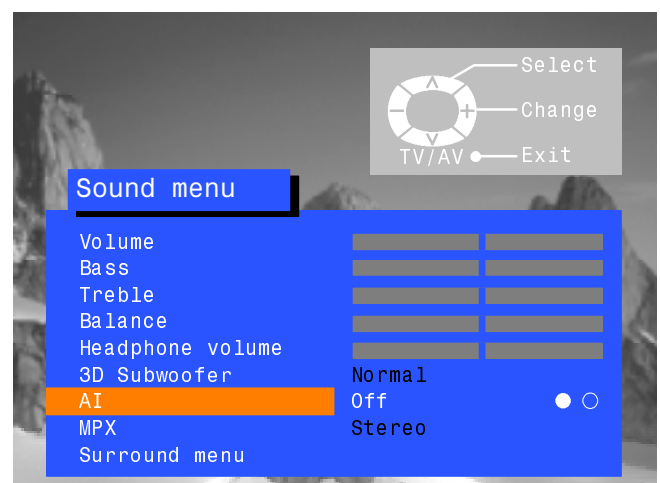 Select
Change
TV/AV Exit
Sound menu
Volume
Bass
Treble
Balance
Headphone volume
3D Subwoofer Normal
AI Off
MPX Stereo
Surround menu